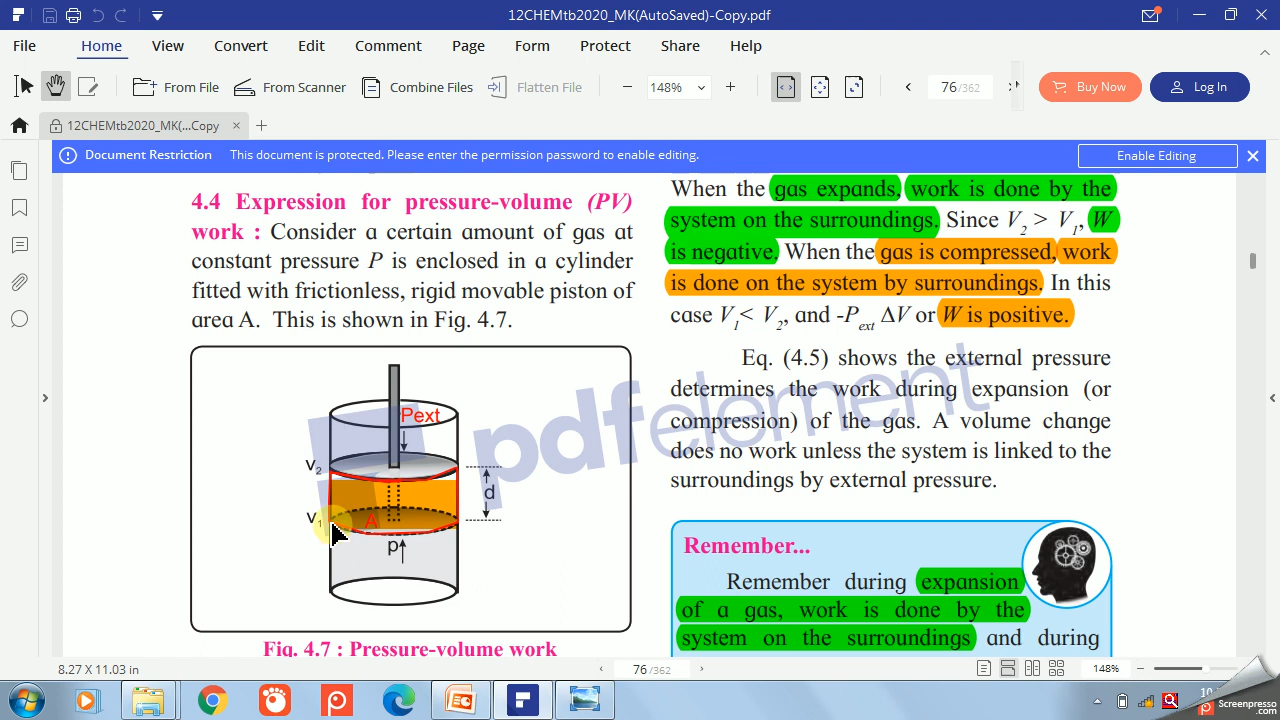 12CHEMtb2020_MK(AutoSaved)-Copy.pdf
File Home View Convert Edit Comment Page Form Protect Share Help
From File From Scanner Combine Files Flatten File 148% 76/362 Buy Now Log In
12CHEMtb2020_MK(...Copy
Document Restriction This document is protected. Please enter the permission password to enable editing. Enable Editing
4.4 Expression for pressure-volume (PV)
work : Consider a certain amount of gas at
constant pressure P is enclosed in a cylinder
fitted with frictionless, rigid movable piston of
area A. This is shown in Fig. 4.7.
Pext
V2
d
V1
A
p
Fig. 4.7 : Pressure-volume work
When the gas expands, work is done by the
system on the surroundings. Since V2 > V1, W
is negative. When the gas is compressed, work
is done on the system by surroundings. In this
case V1< V2, and -Pext ΔV or W is positive.
Eq. (4.5) shows the external pressure
determines the work during expansion (or
compression) of the gas. A volume change
does no work unless the system is linked to the
surroundings by external pressure.
Remember...
Remember during expansion
of a gas, work is done by the
system on the surroundings and during
pdfelement
8.27 X 11.03 in 76/362 148%
Screenpresso
.com